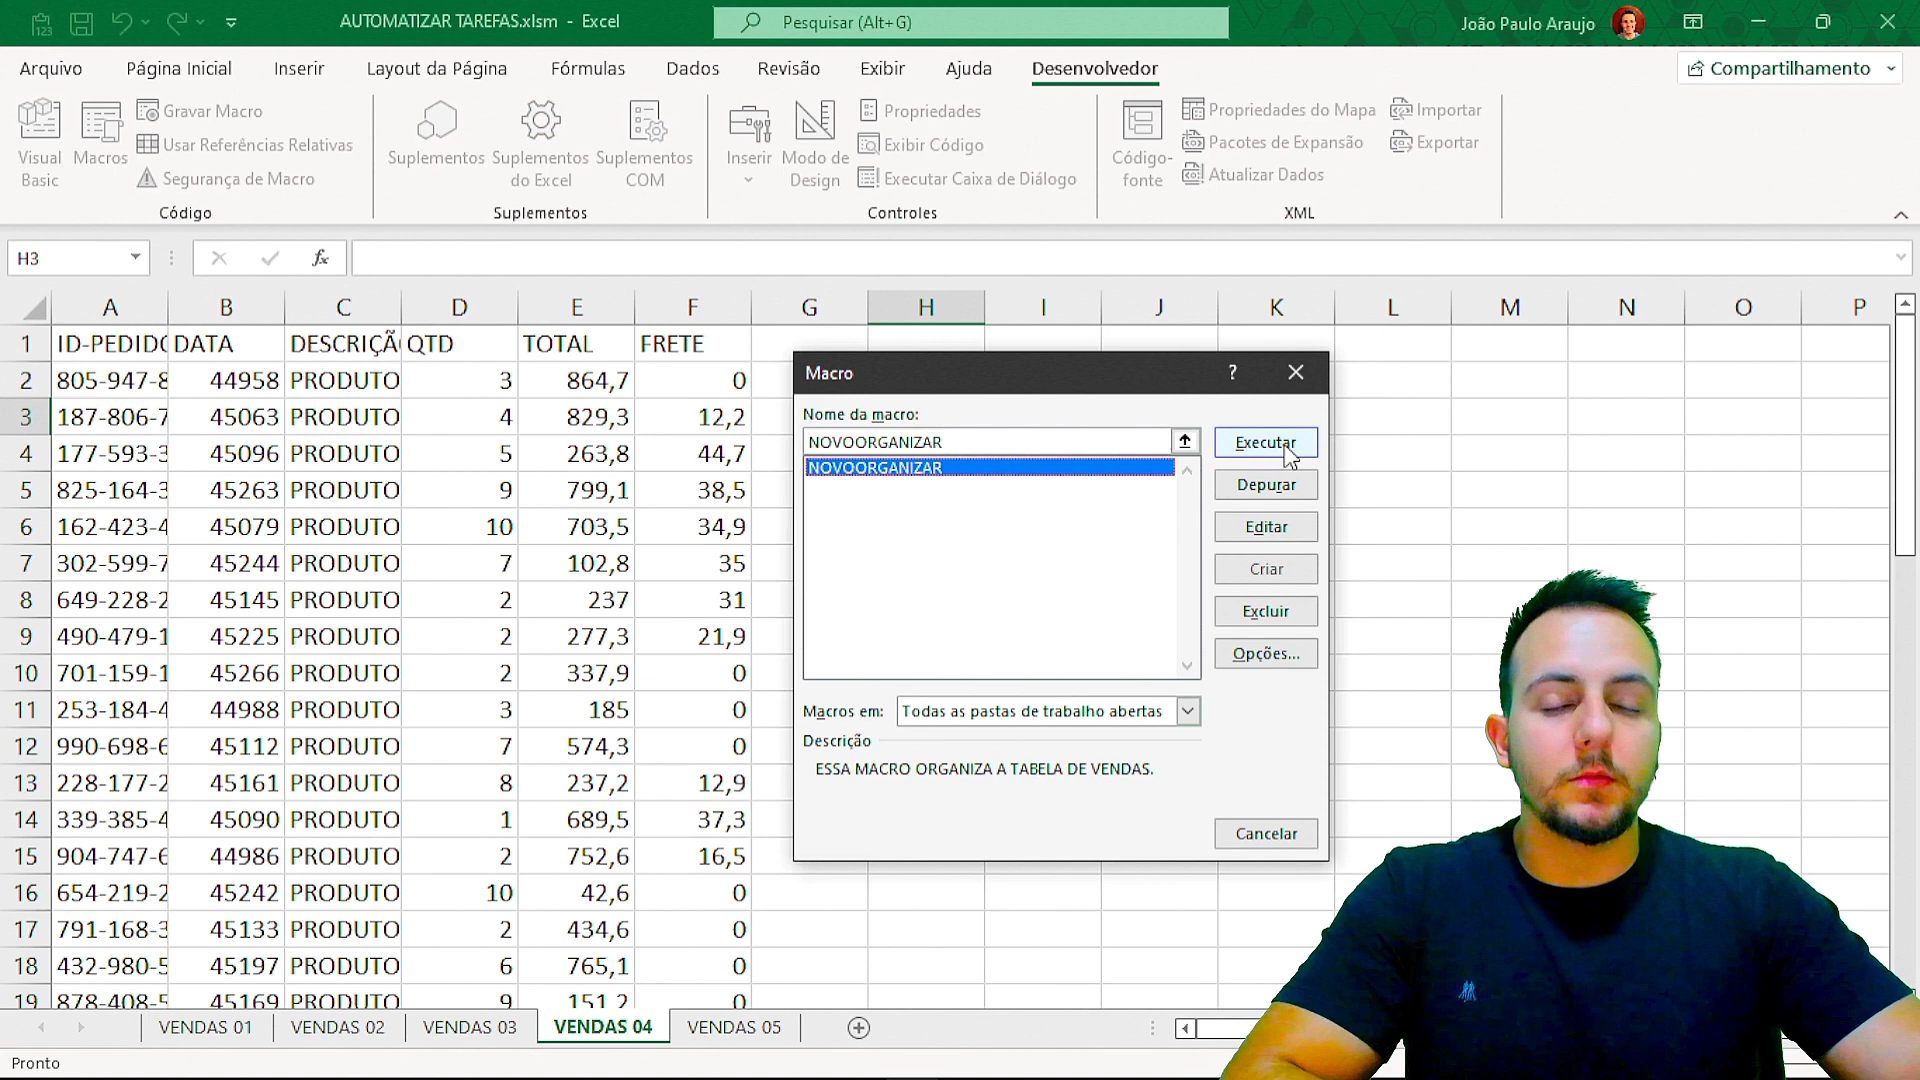 AUTOMATIZAR TAREFAS.xlsm - Excel
Pesquisar (Alt+G)
João Paulo Araujo
Arquivo Página Inicial Inserir Layout da Página Fórmulas Dados Revisão Exibir Ajuda Desenvolvedor
Compartilhamento
Visual Basic
Macros
Gravar Macro
Usar Referências Relativas
Segurança de Macro
Código
Suplementos
Suplementos do Excel
Suplementos COM
Suplementos
Inserir
Modo de Design
Propriedades
Exibir Código
Executar Caixa de Diálogo
Controles
Código-fonte
Propriedades do Mapa
Pacotes de Expansão
Atualizar Dados
Importar
Exportar
XML
H3
fx
A B C D E F G H I J K L M N O P
1 ID-PEDIDO DATA DESCRIÇÃ QTD TOTAL FRETE
2 805-947-8 44958 PRODUTO 3 864,7 0
3 187-806-7 45063 PRODUTO 4 829,3 12,2
4 177-593-3 45096 PRODUTO 5 263,8 44,7
5 825-164-3 45263 PRODUTO 9 799,1 38,5
6 162-423-4 45079 PRODUTO 10 703,5 34,9
7 302-599-7 45244 PRODUTO 7 102,8 35
8 649-228-2 45145 PRODUTO 2 237 31
9 490-479-1 45225 PRODUTO 2 277,3 21,9
10 701-159-1 45266 PRODUTO 2 337,9 0
11 253-184-4 44988 PRODUTO 3 185 0
12 990-698-6 45112 PRODUTO 7 574,3 0
13 228-177-2 45161 PRODUTO 8 237,2 12,9
14 339-385-4 45090 PRODUTO 1 689,5 37,3
15 904-747-6 44986 PRODUTO 2 752,6 16,5
16 654-219-2 45242 PRODUTO 10 42,6 0
17 791-168-3 45133 PRODUTO 2 434,6 0
18 432-980-5 45197 PRODUTO 6 765,1 0
19 878-408-5 45169 PRODUTO 9 151,2 0
Macro ?
Nome da macro:
NOVOORGANIZAR
NOVOORGANIZAR
Executar
Depurar
Editar
Criar
Excluir
Opções...
Macros em: Todas as pastas de trabalho abertas
Descrição
ESSA MACRO ORGANIZA A TABELA DE VENDAS.
Cancelar
VENDAS 01 VENDAS 02 VENDAS 03 VENDAS 04 VENDAS 05
Pronto